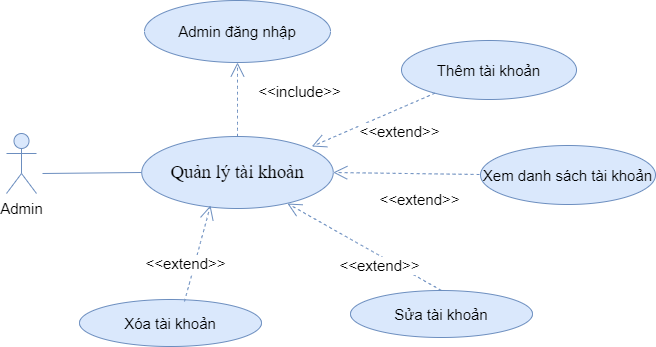 Admin đăng nhập
Thêm tài khoản
<<include>>
<<extend>>
Quản lý tài khoản
Xem danh sách tài khoản
<<extend>>
Admin
<<extend>>
<<extend>>
Xóa tài khoản
Sửa tài khoản